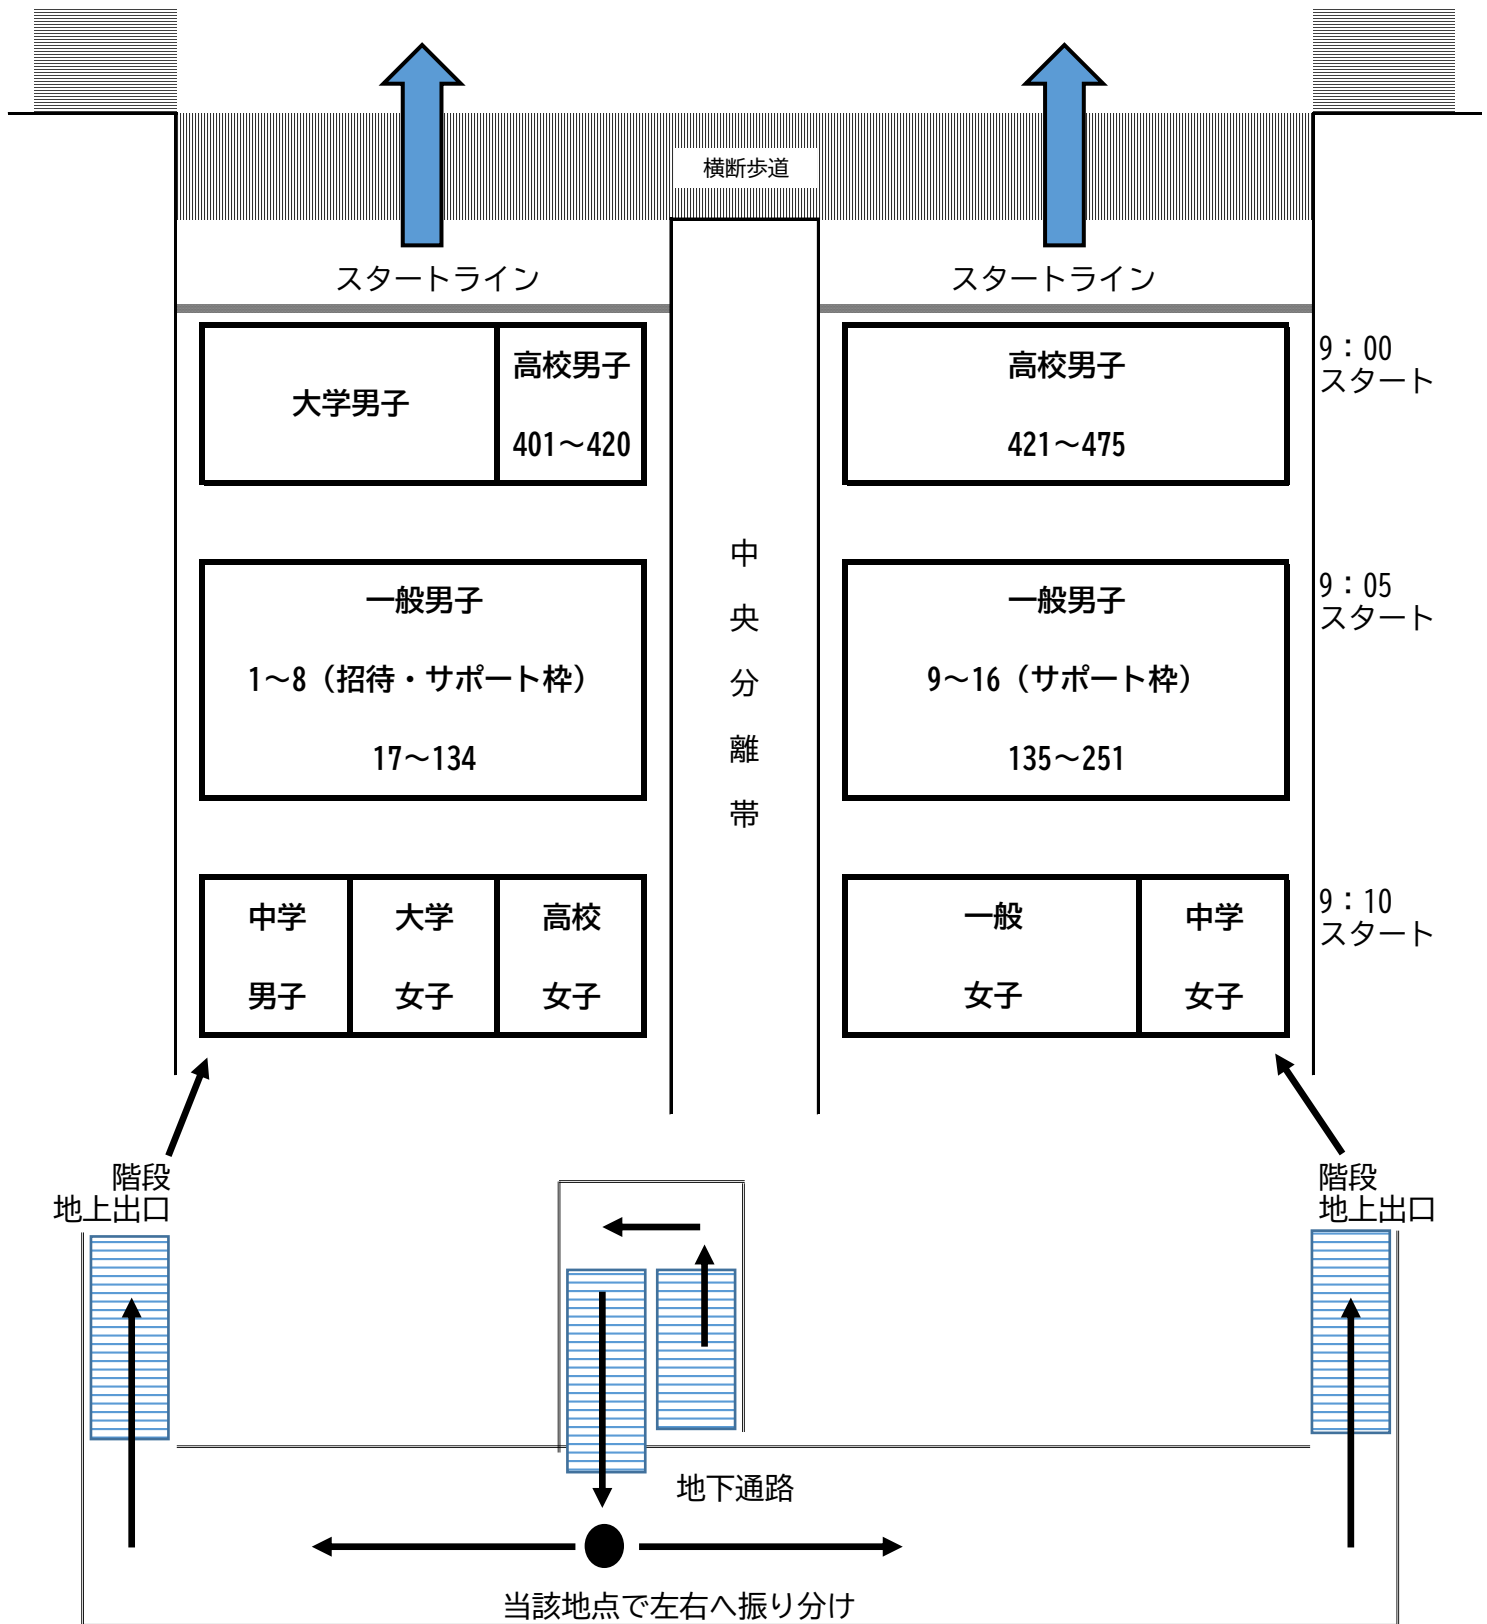 横断歩道
スタートライン
スタートライン
大学男子
高校男子
401～420
高校男子
421～475
9：00
スタート
一般男子
1～8（招待・サポート枠）
17～134
中
央
分
離
帯
一般男子
9～16（サポート枠）
135～251
9：05
スタート
中学
男子
大学
女子
高校
女子
一般
女子
中学
女子
9：10
スタート
階段
地上出口
階段
地上出口
地下通路
当該地点で左右へ振り分け